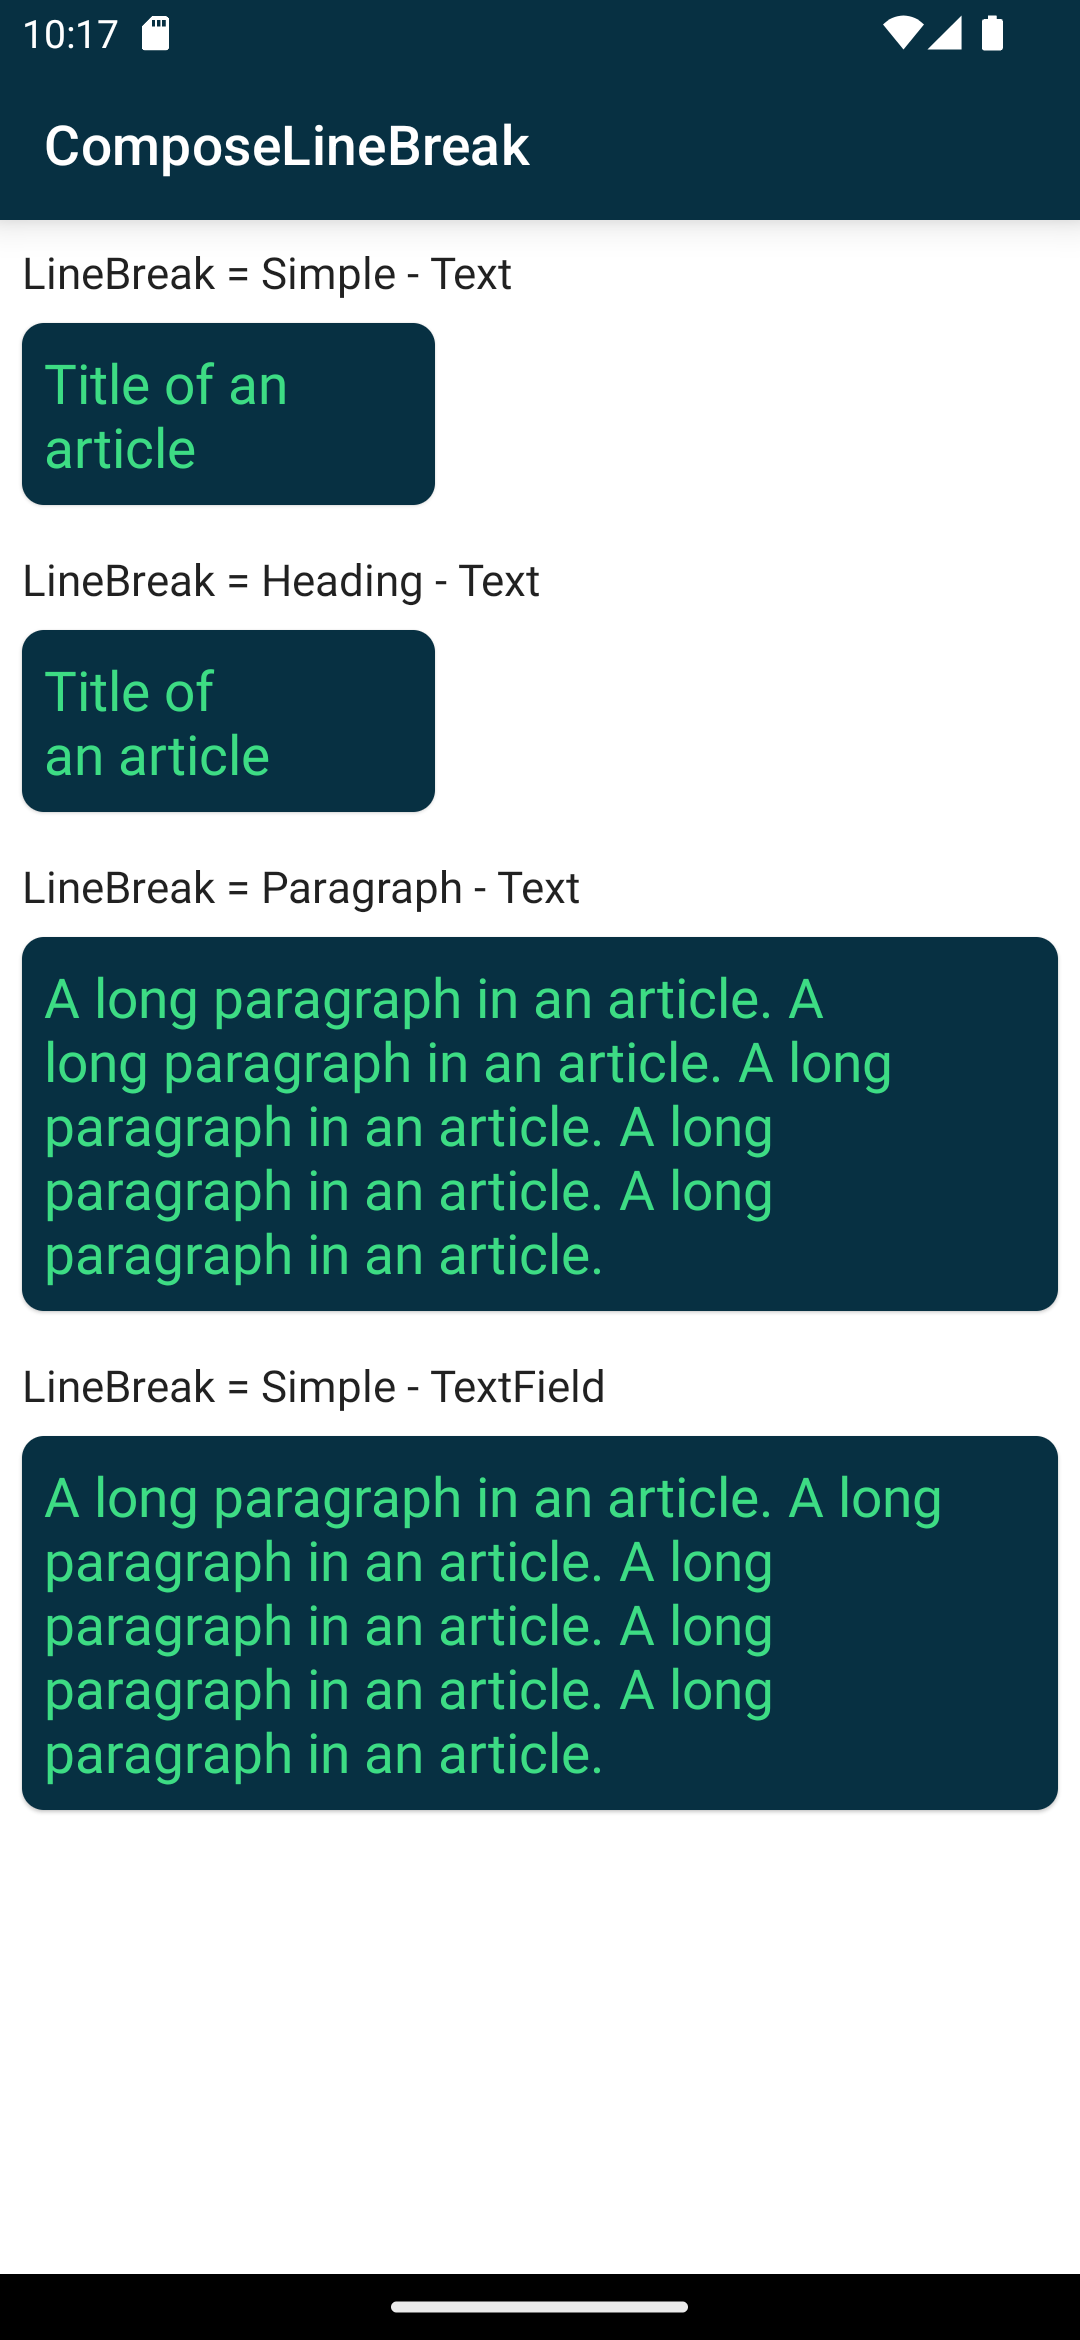 10:17
ComposeLineBreak
LineBreak = Simple - Text
Title of an
article
LineBreak = Heading - Text
Title of
an article
LineBreak = Paragraph - Text
A long paragraph in an article. A
long paragraph in an article. A long
paragraph in an article. A long
paragraph in an article. A long
paragraph in an article.
LineBreak = Simple - TextField
A long paragraph in an article. A long
paragraph in an article. A long
paragraph in an article. A long
paragraph in an article. A long
paragraph in an article.